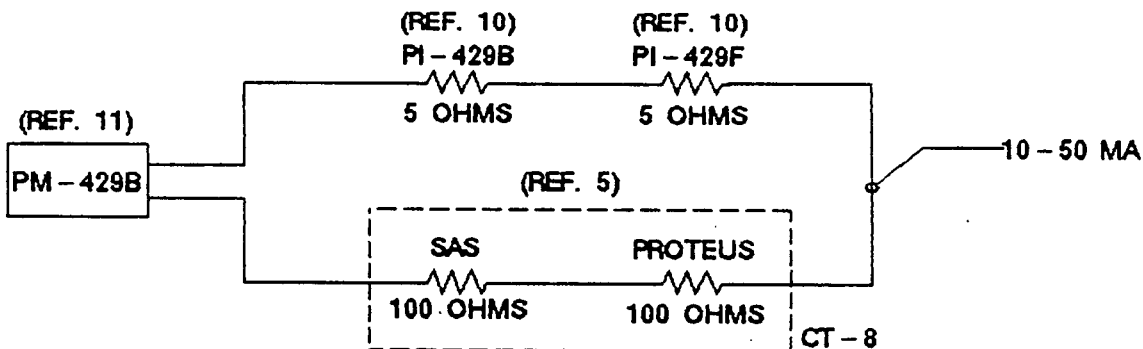 (REF. 10)
PI-429B
5 OHMS
(REF. 10)
PI-429F
5 OHMS
(REF. 11)
PM-429B
10-50 MA
(REF. 5)
SAS
100 OHMS
PROTEUS
100 OHMS
CT-8